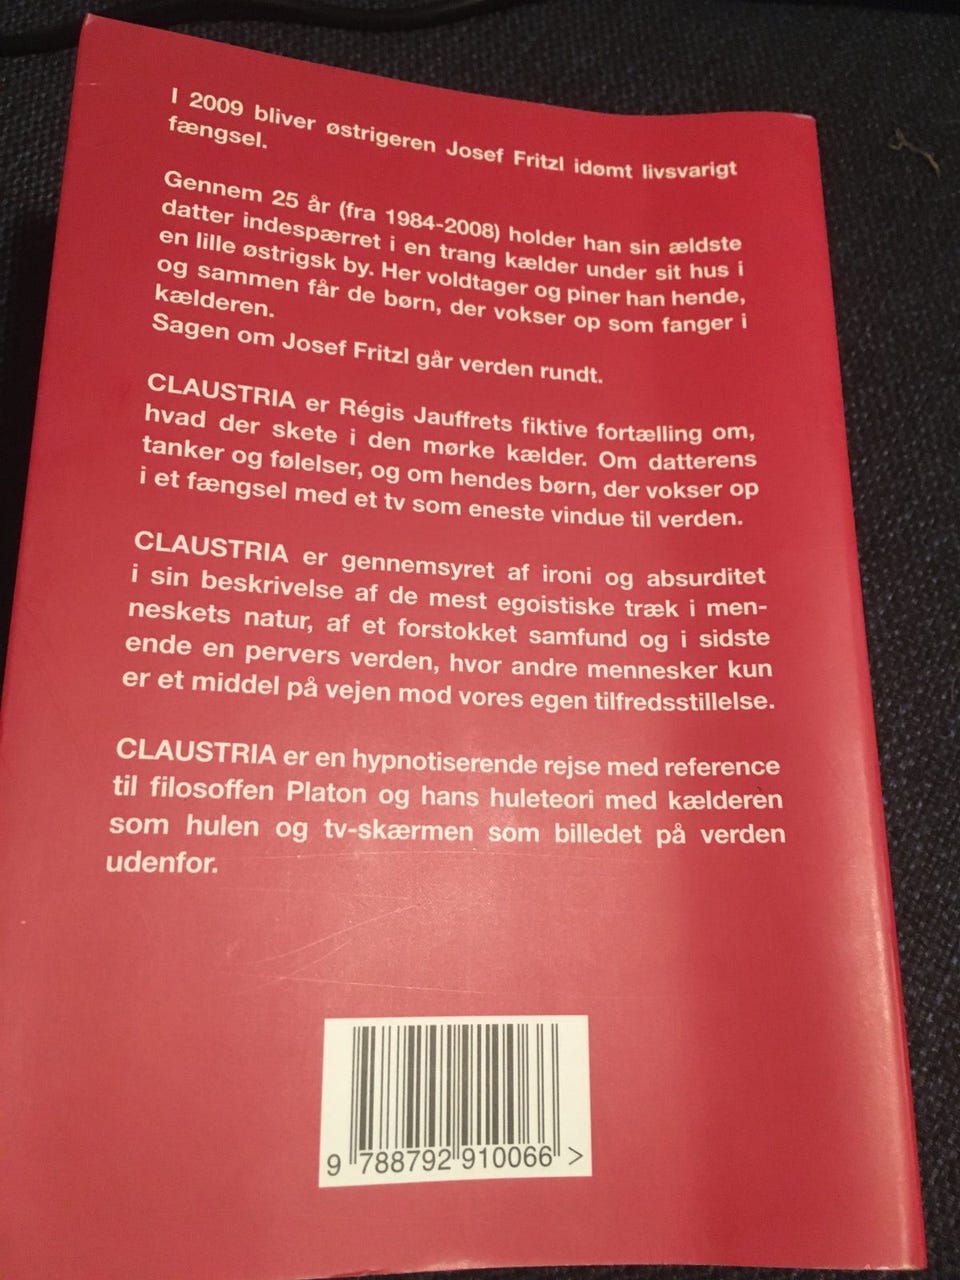 I 2009 bliver østrigeren Josef Fritzl idømt livsvarigt
fængsel.
Gennem 25 år (fra 1984-2008) holder han sin ældste
datter indespærret i en trang kælder under sit hus i
en lille østrigsk by. Her voldtager og piner han hende,
og sammen får de børn, der vokser op som fanger i
kælderen.
Sagen om Josef Fritzl går verden rundt.
CLAUSTRIA er Régis Jauffrets fiktive fortælling om,
hvad der skete i den mørke kælder. Om datterens
tanker og følelser, og om hendes børn, der vokser op
i et fængsel med et tv som eneste vindue til verden.
CLAUSTRIA er gennemsyret af ironi og absurditet
i sin beskrivelse af de mest egoistiske træk i men-
neskets natur, af et forstokket samfund og i sidste
ende en pervers verden, hvor andre mennesker kun
er et middel på vejen mod vores egen tilfredsstillelse.
CLAUSTRIA er en hypnotiserende rejse med reference
til filosoffen Platon og hans huleteori med kælderen
som hulen og tv-skærmen som billedet på verden
udenfor.
9 788792 910066 >